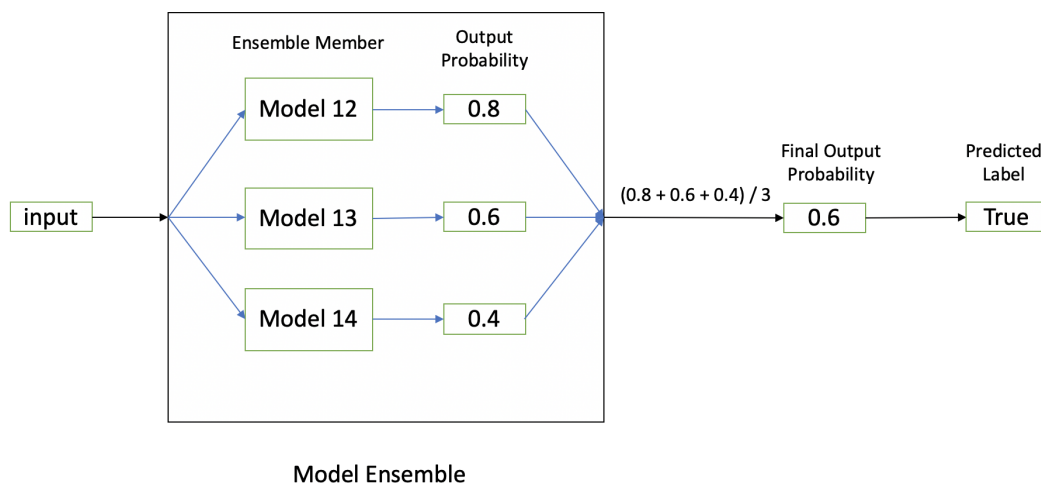 Ensemble Member
Output
Probability
Model 12
0.8
Final Output
Probability
Predicted
Label
input
Model 13
0.6
(0.8 + 0.6 + 0.4) / 3
0.6
True
Model 14
0.4
Model Ensemble